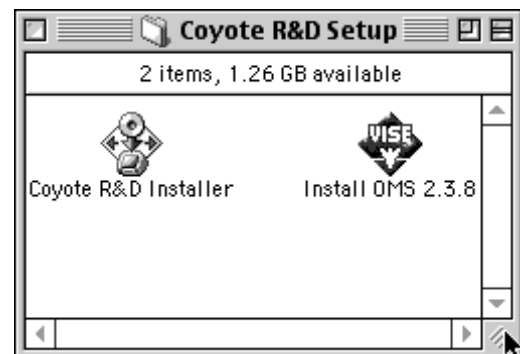 Coyote R&D Setup
2 items, 1.26 GB available
VISE
Coyote R&D Installer
Install OMS 2.3.8